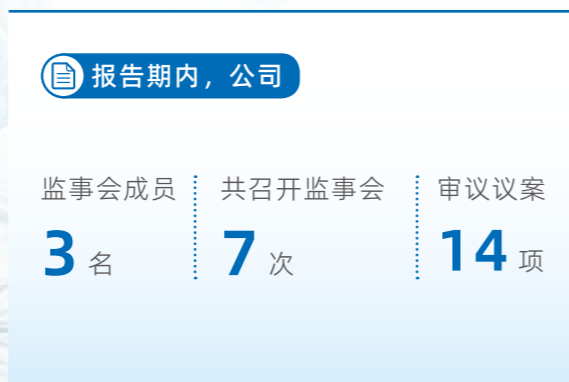 报告期内，公司
监事会成员
3 名
共召开监事会
7 次
审议议案
14 项